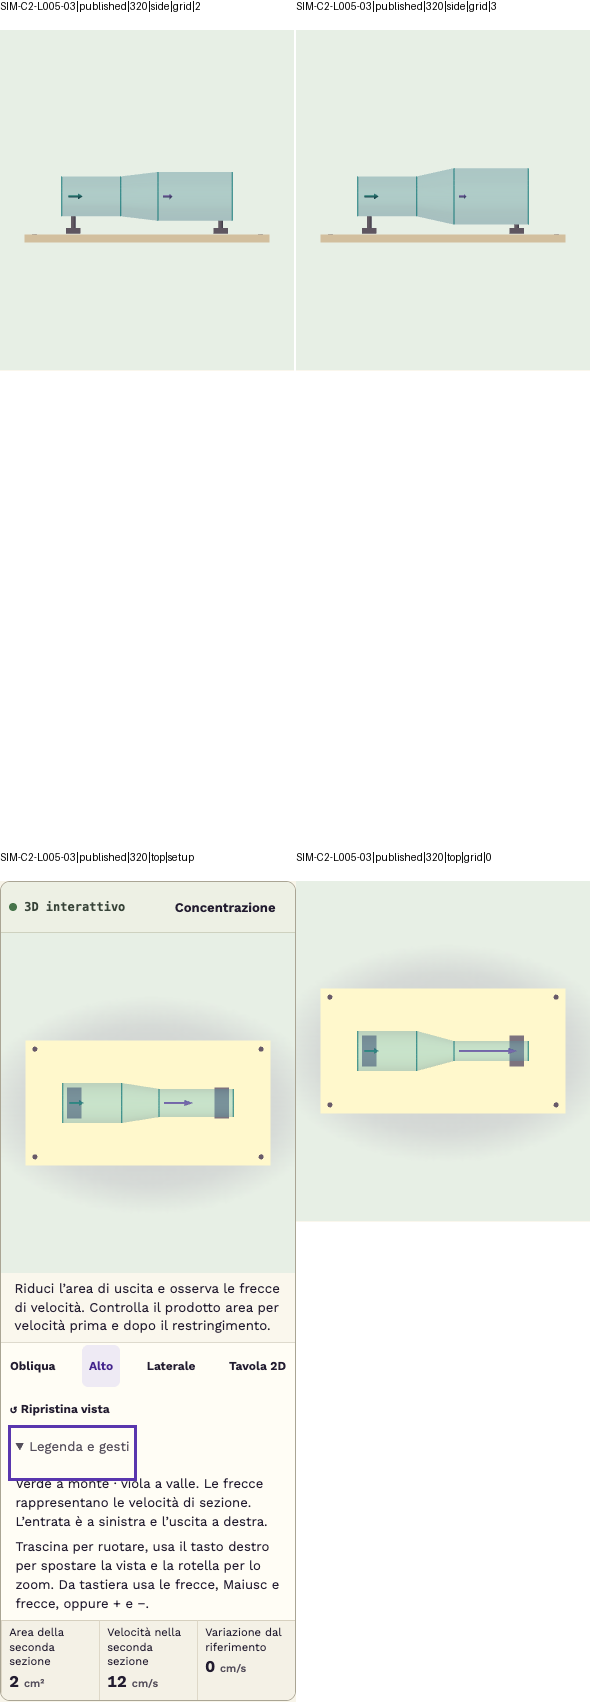 SIM-C2-L005-03|published|320|side|grid|2
SIM-C2-L005-03|published|320|side|grid|3
SIM-C2-L005-03|published|320|top|setup
SIM-C2-L005-03|published|320|top|grid|0
3D interattivo
Concentrazione
Riduci l’area di uscita e osserva le frecce
di velocità. Controlla il prodotto area per
velocità prima e dopo il restringimento.
Obliqua Alto Laterale Tavola 2D
↺ Ripristina vista
▼ Legenda e gesti
Verde a monte · viola a valle. Le frecce
rappresentano le velocità di sezione.
L’entrata è a sinistra e l’uscita a destra.
Trascina per ruotare, usa il tasto destro
per spostare la vista e la rotella per lo
zoom. Da tastiera usa le frecce, Maiusc e
frecce, oppure + e −.
Area della
seconda
sezione
2 cm²
Velocità nella
seconda
sezione
12 cm/s
Variazione dal
riferimento
0 cm/s